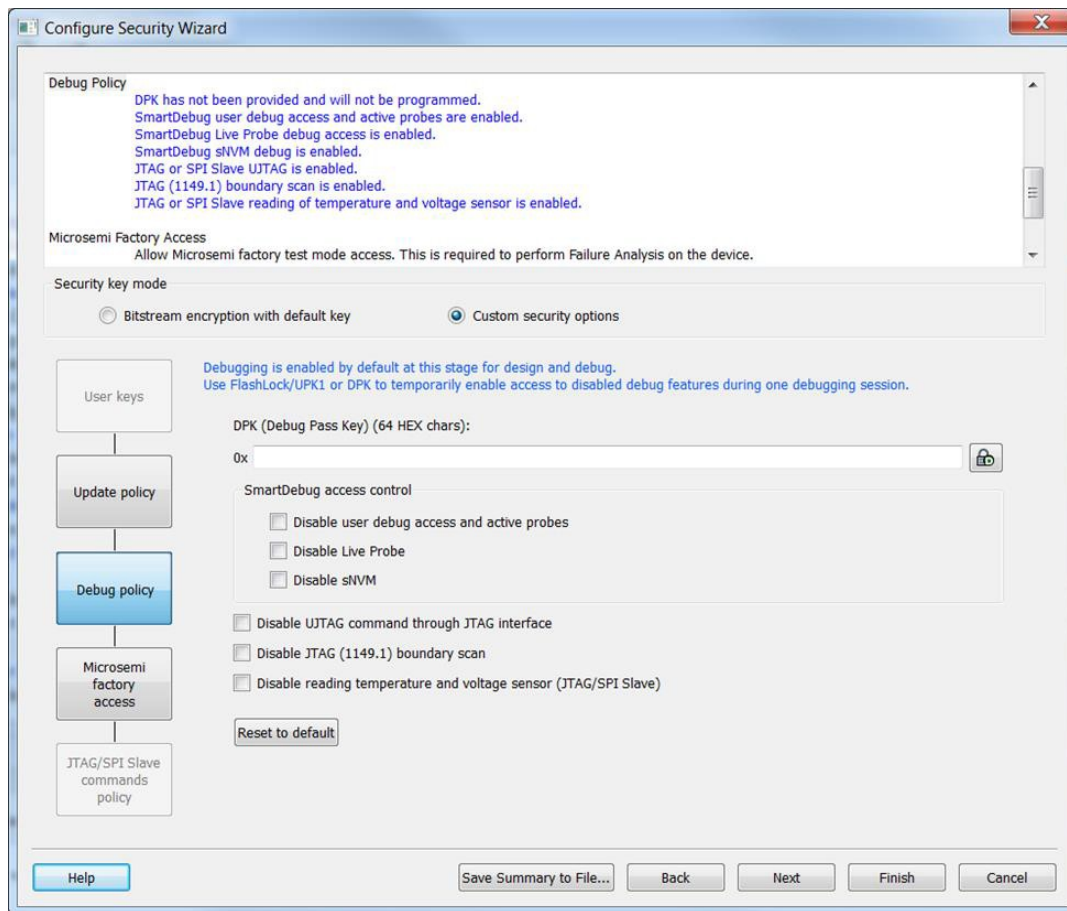 Configure Security Wizard
Debug Policy
DPK has not been provided and will not be programmed.
SmartDebug user debug access and active probes are enabled.
SmartDebug Live Probe debug access is enabled.
SmartDebug sNVM debug is enabled.
JTAG or SPI Slave UJTAG is enabled.
JTAG (1149.1) boundary scan is enabled.
JTAG or SPI Slave reading of temperature and voltage sensor is enabled.
Microsemi Factory Access
Allow Microsemi factory test mode access. This is required to perform Failure Analysis on the device.
Security key mode
Bitstream encryption with default key
Custom security options
User keys
Update policy
Debug policy
Microsemi
factory
access
JTAG/SPI Slave
commands
policy
Debugging is enabled by default at this stage for design and debug.
Use FlashLock/UPK1 or DPK to temporarily enable access to disabled debug features during one debugging session.
DPK (Debug Pass Key) (64 HEX chars):
0x
SmartDebug access control
Disable user debug access and active probes
Disable Live Probe
Disable sNVM
Disable UJTAG command through JTAG interface
Disable JTAG (1149.1) boundary scan
Disable reading temperature and voltage sensor (JTAG/SPI Slave)
Reset to default
Help
Save Summary to File...
Back
Next
Finish
Cancel